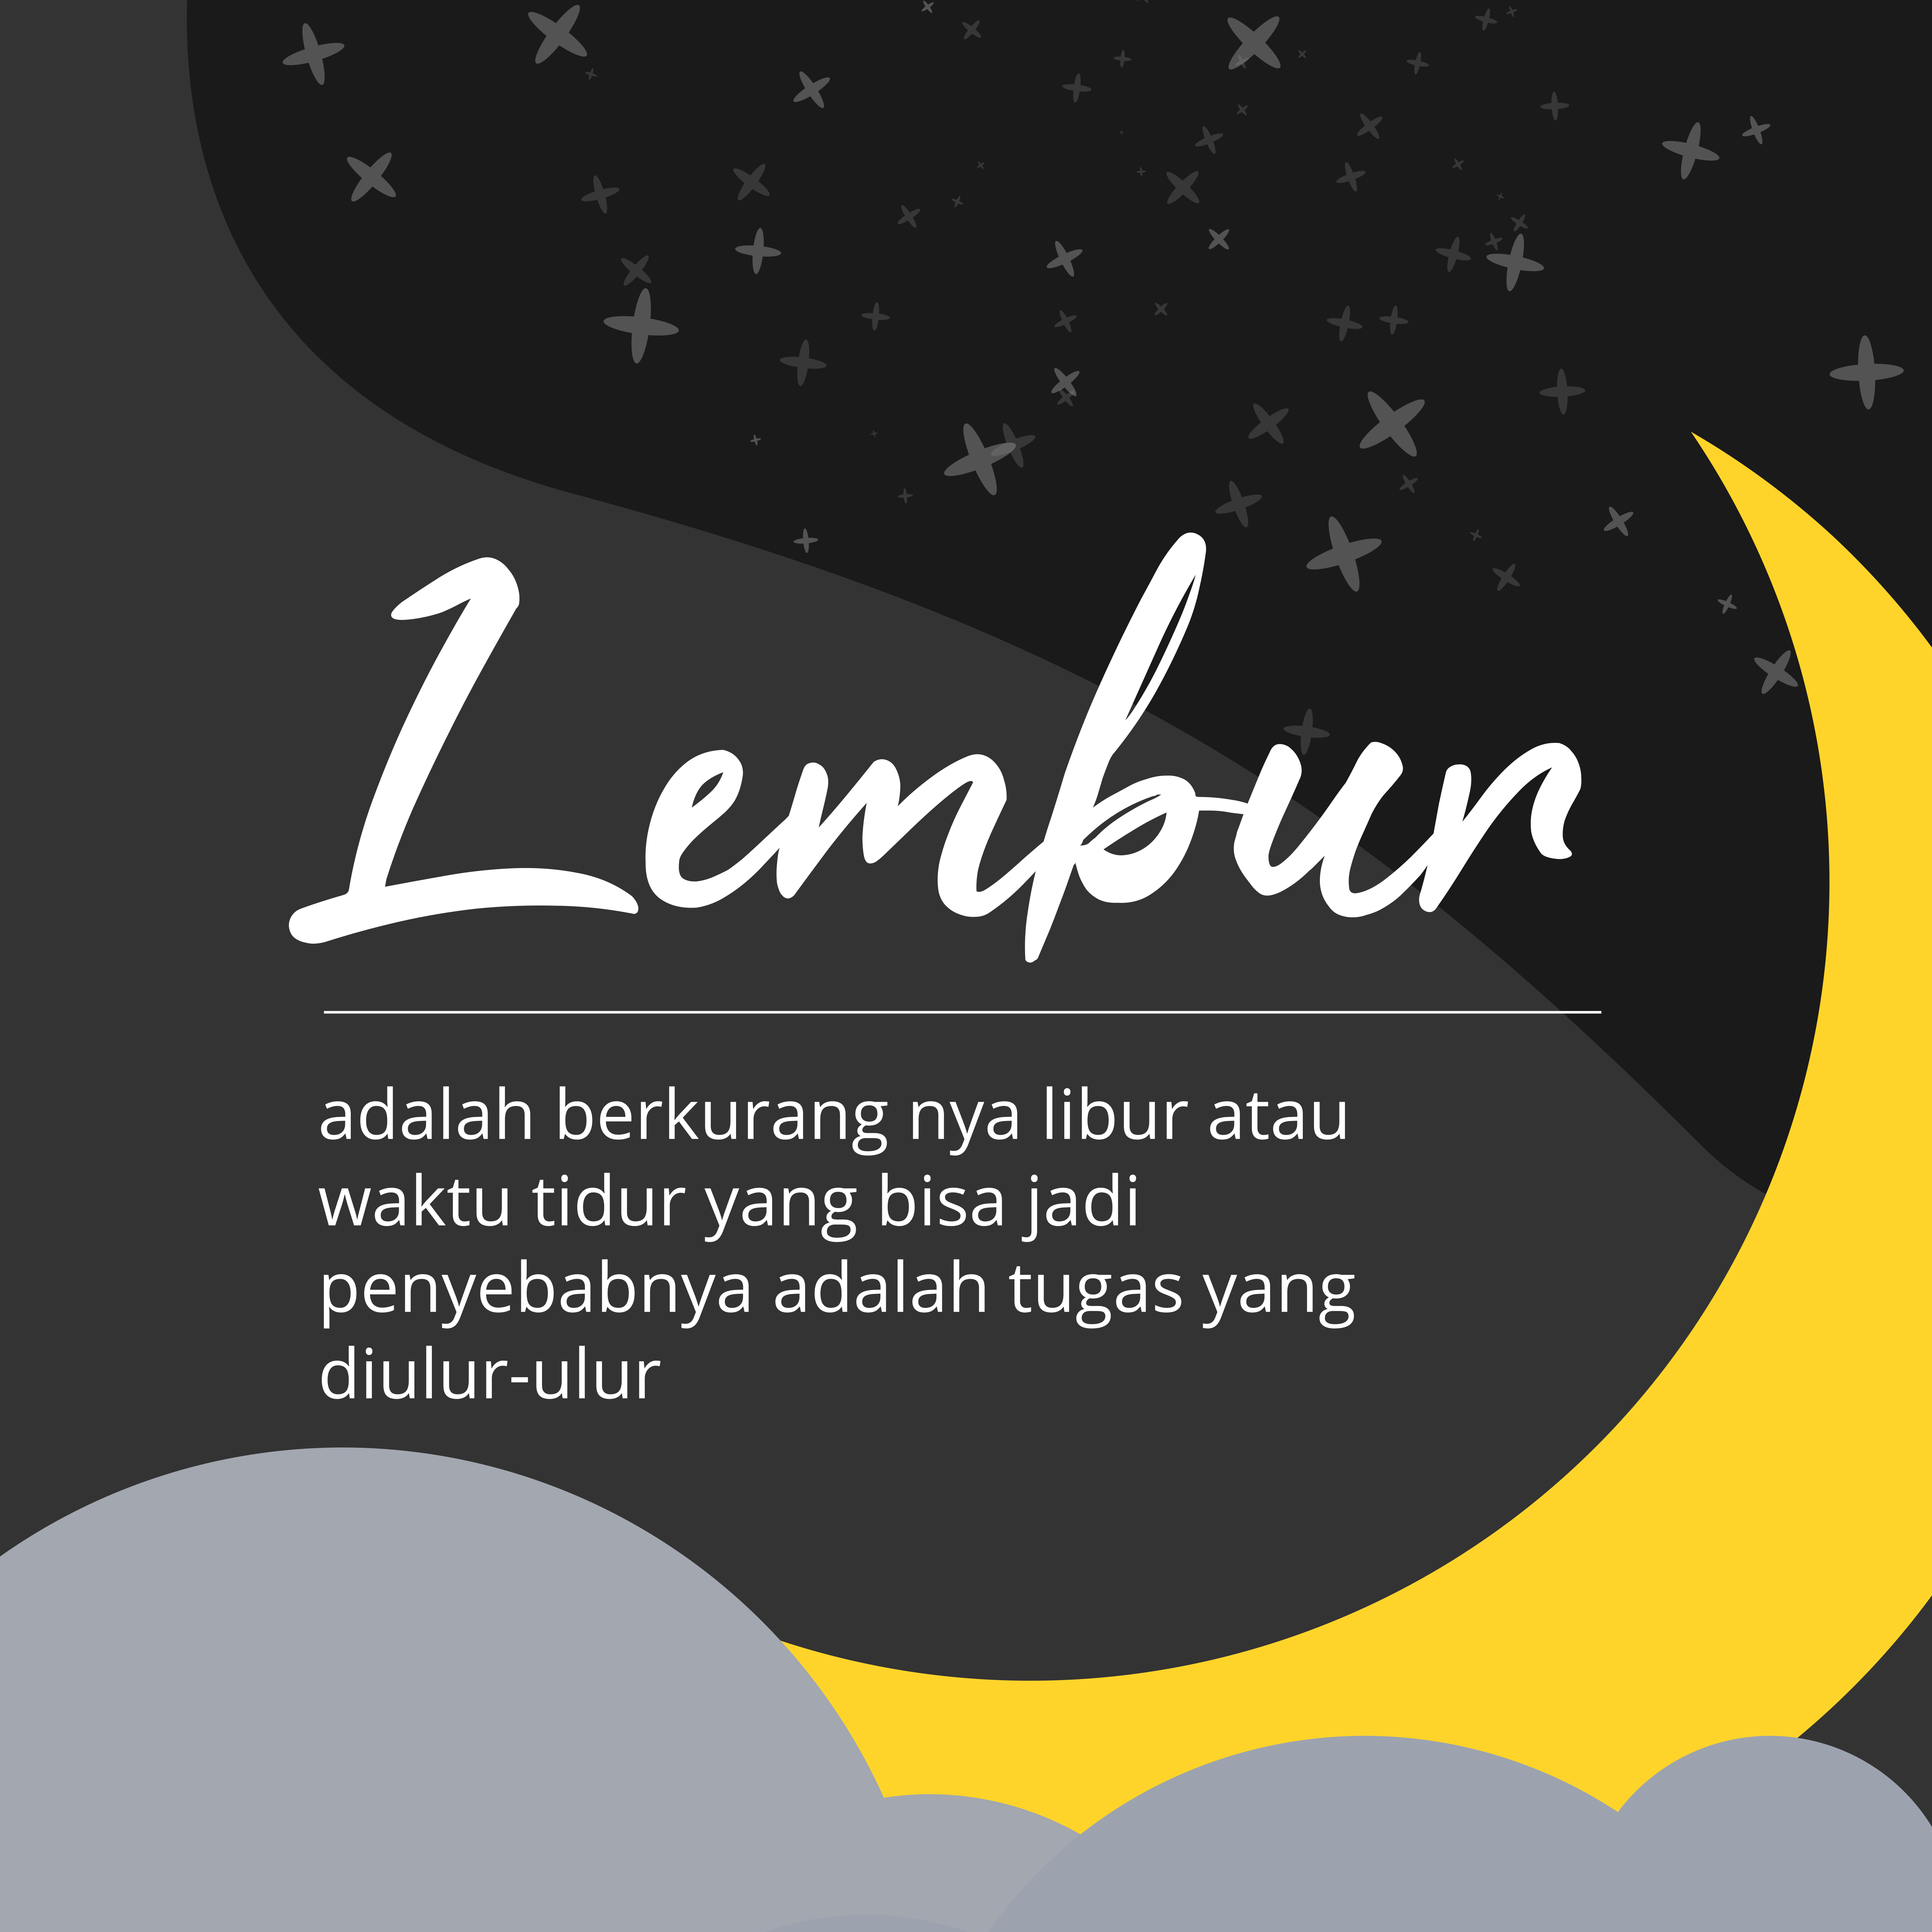 Lembur
adalah berkurang nya libur atau
waktu tidur yang bisa jadi
penyebabnya adalah tugas yang
diulur-ulur